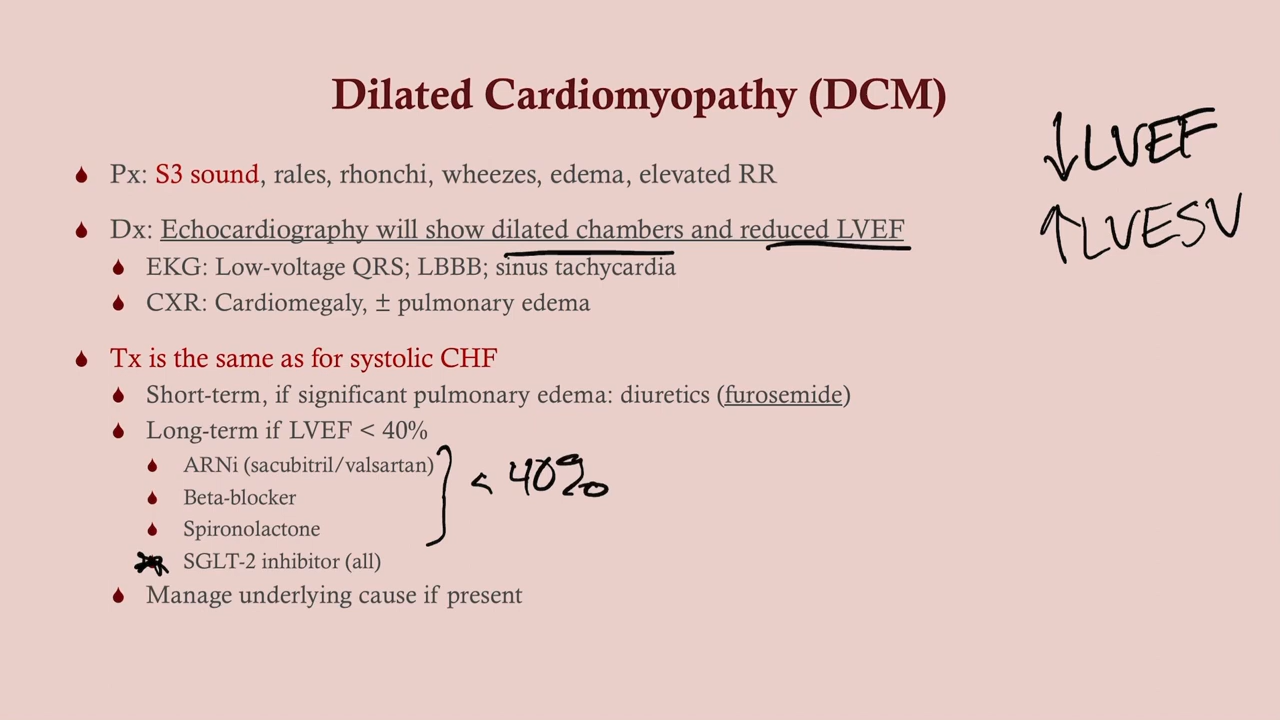 Dilated Cardiomyopathy (DCM)
↓LVEF
↑LVESV
Px: S3 sound, rales, rhonchi, wheezes, edema, elevated RR
Dx: Echocardiography will show dilated chambers and reduced LVEF
EKG: Low-voltage QRS; LBBB; sinus tachycardia
CXR: Cardiomegaly, ± pulmonary edema
Tx is the same as for systolic CHF
Short-term, if significant pulmonary edema: diuretics (furosemide)
Long-term if LVEF < 40%
ARNi (sacubitril/valsartan)
Beta-blocker
Spironolactone
< 40%
SGLT-2 inhibitor (all)
Manage underlying cause if present